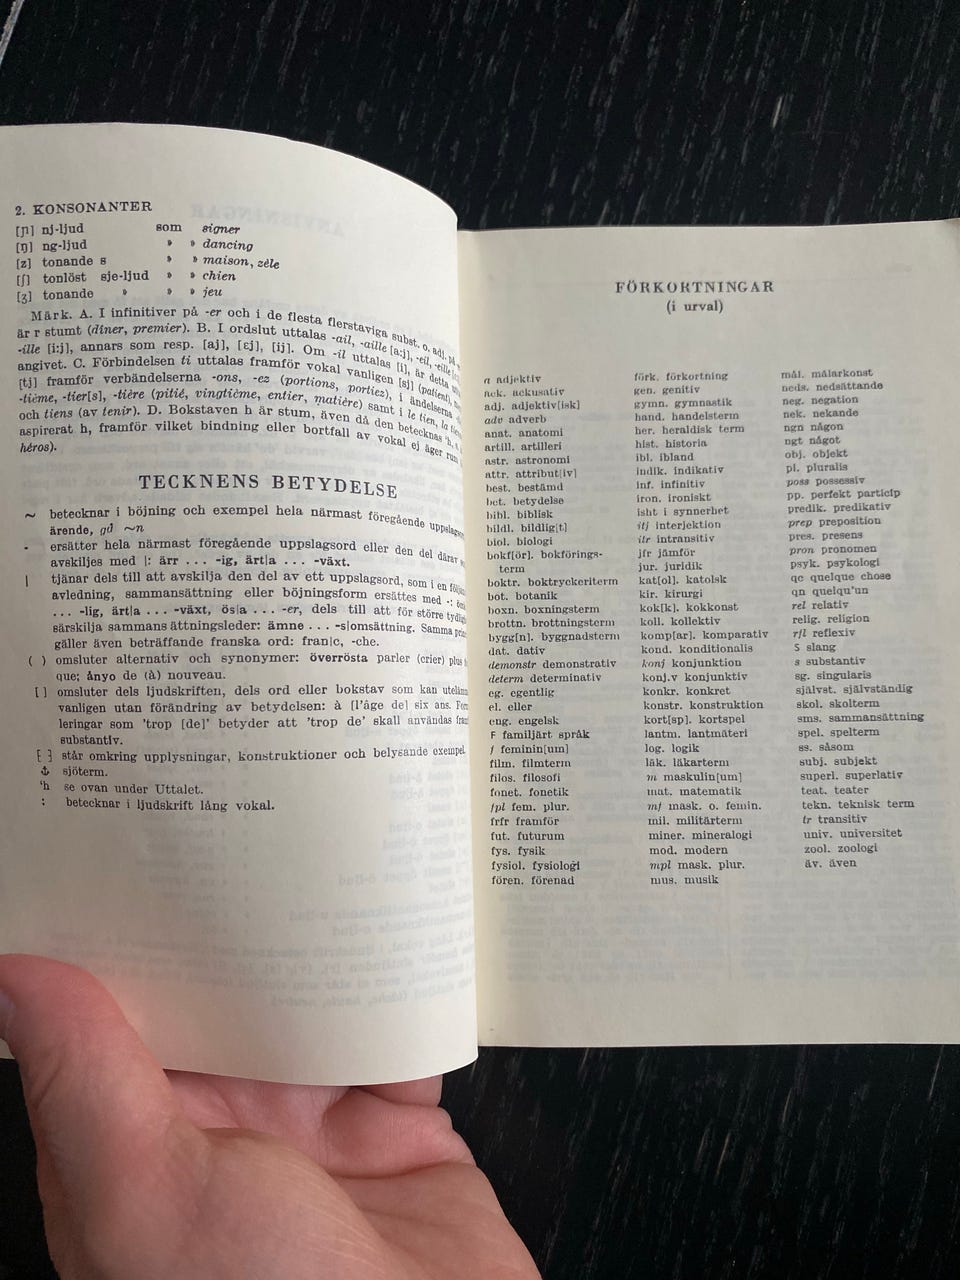 2. KONSONANTER
[ɲ] nj-ljud som signer
[ŋ] ng-ljud » » dancing
[z] tonande s » » maison, zèle
[ʃ] tonlöst sje-ljud » » chien
[ʒ] tonande » » » jeu
Märk. A. I infinitiver på -er och i de flesta flerstaviga subst. o. adj. på
är r stumt (dîner, premier). B. I ordslut uttalas -ail, -aille [a:j], -eil, -eille
-ille [i:j], annars som resp. [aj], [ɛj], [ij]. Om -il uttalas [i], är detta
angivet. C. Förbindelsen ti uttalas framför vokal vanligen [sj] (patient),
[tj] framför verbändelserna -ons, -ez (portions, portiez), i ändelserna
-tième, -tier[s], -tière (pitié, vingtième, entier, matière) samt i le tien, la
och tiens (av tenir). D. Bokstaven h är stum, även då den betecknas 'h,
aspirerat h, framför vilket bindning eller bortfall av vokal ej äger rum
héros).
TECKNENS BETYDELSE
~ betecknar i böjning och exempel hela närmast föregående
ärende, gd ~n
- ersätter hela närmast föregående uppslagsord eller den del därav
avskiljes med |: ärr ... -ig, ärt|a ... -växt.
| tjänar dels till att avskilja den del av ett uppslagsord, som i en
avledning, sammansättning eller böjningsform ersättes med -:
... -lig, ärt|a ... -växt, ös|a ... -er, dels till att för större
särskilja sammansättningsleder: ämne ... -s|omsättning. Samma
gäller även beträffande franska ord: fran|c, -che.
( ) omsluter alternativ och synonymer: överrösta parler (crier) plus
que; ånyo de (à) nouveau.
[ ] omsluter dels ljudskriften, dels ord eller bokstav som kan
vanligen utan förändring av betydelsen: à [l'âge de] six ans.
leringar som 'trop [de]' betyder att 'trop de' skall användas
substantiv.
[ ] står omkring upplysningar, konstruktioner och belysande exempel.
⚓ sjöterm.
'h se ovan under Uttalet.
: betecknar i ljudskrift lång vokal.
FÖRKORTNINGAR
(i urval)
a adjektiv
ack. ackusativ
adj. adjektiv[isk]
adv adverb
anat. anatomi
artill. artilleri
astr. astronomi
attr. attribut[iv]
best. bestämd
bet. betydelse
bibl. biblisk
bildl. bildlig[t]
biol. biologi
bokf[ör]. bokförings-
term
boktr. boktryckeriterm
bot. botanik
boxn. boxningsterm
brottn. brottningsterm
bygg[n]. byggnadsterm
dat. dativ
demonstr demonstrativ
determ determinativ
eg. egentlig
el. eller
eng. engelsk
F familjärt språk
f feminin[um]
film. filmterm
filos. filosofi
fonet. fonetik
fpl fem. plur.
frfr framför
fut. futurum
fys. fysik
fysiol. fysiologi
fören. förenad
förk. förkortning
gen. genitiv
gymn. gymnastik
hand. handelsterm
her. heraldisk term
hist. historia
ibl. ibland
indik. indikativ
inf. infinitiv
iron. ironiskt
isht i synnerhet
itj interjektion
itr intransitiv
jfr jämför
jur. juridik
kat[ol]. katolsk
kir. kirurgi
kok[k]. kokkonst
koll. kollektiv
komp[ar]. komparativ
kond. konditionalis
konj konjunktion
konj.v konjunktiv
konkr. konkret
konstr. konstruktion
kort[sp]. kortspel
lantm. lantmäteri
log. logik
läk. läkarterm
m maskulin[um]
mat. matematik
mf mask. o. femin.
mil. militärterm
miner. mineralogi
mod. modern
mpl mask. plur.
mus. musik
mål. målarkonst
neds. nedsättande
neg. negation
nek. nekande
ngn någon
ngt något
obj. objekt
pl. pluralis
poss possessiv
pp. perfekt particip
predik. predikativ
prep preposition
pres. presens
pron pronomen
psyk. psykologi
qc quelque chose
qn quelqu'un
rel relativ
relig. religion
rfl reflexiv
S slang
s substantiv
sg. singularis
självst. självständig
skol. skolterm
sms. sammansättning
spel. spelterm
ss. såsom
subj. subjekt
superl. superlativ
teat. teater
tekn. teknisk term
tr transitiv
univ. universitet
zool. zoologi
äv. även